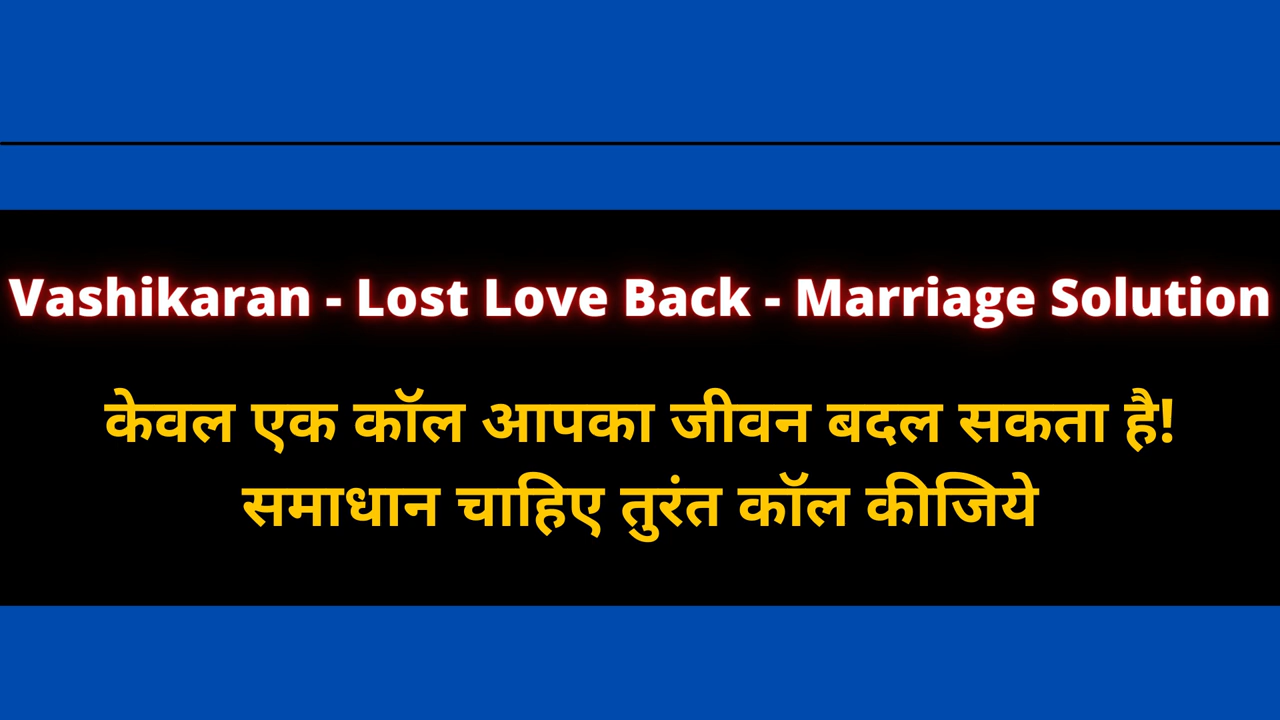 Vashikaran - Lost Love Back - Marriage Solution
केवल एक कॉल आपका जीवन बदल सकता है!
समाधान चाहिए तुरंत कॉल कीजिये